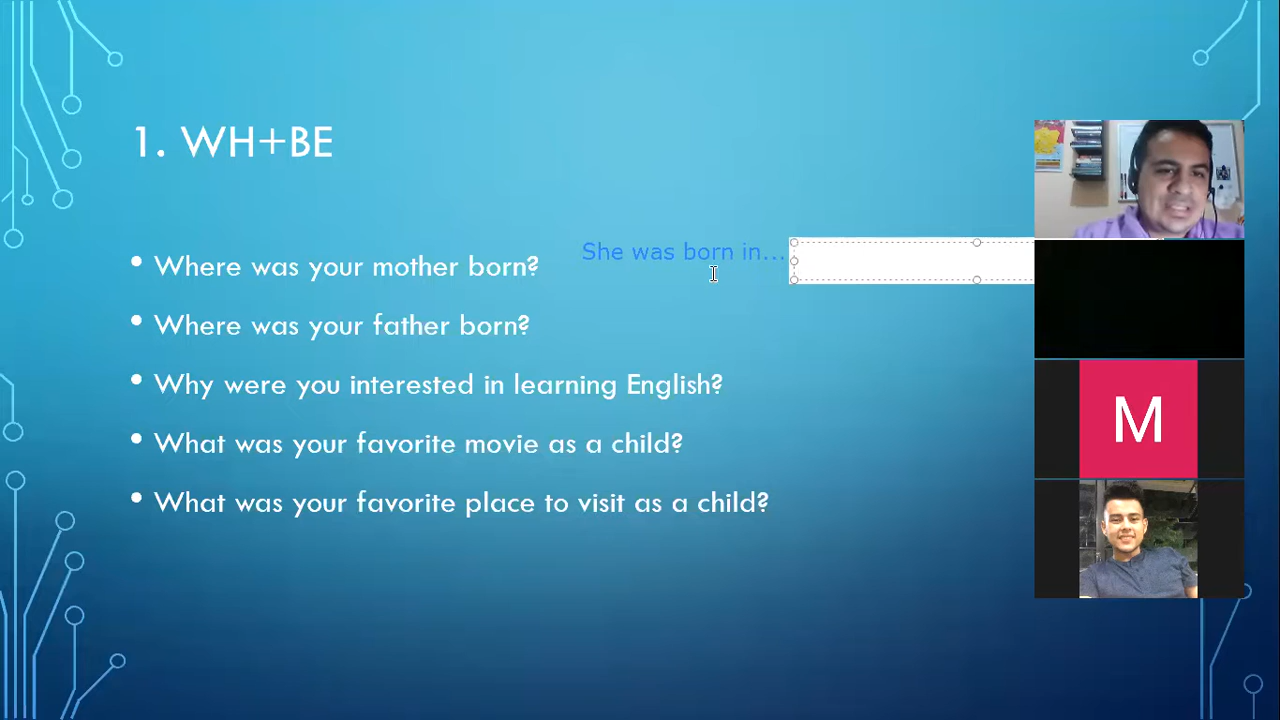 1. WH+BE
Where was your mother born?
She was born in...
Where was your father born?
Why were you interested in learning English?
What was your favorite movie as a child?
What was your favorite place to visit as a child?
M